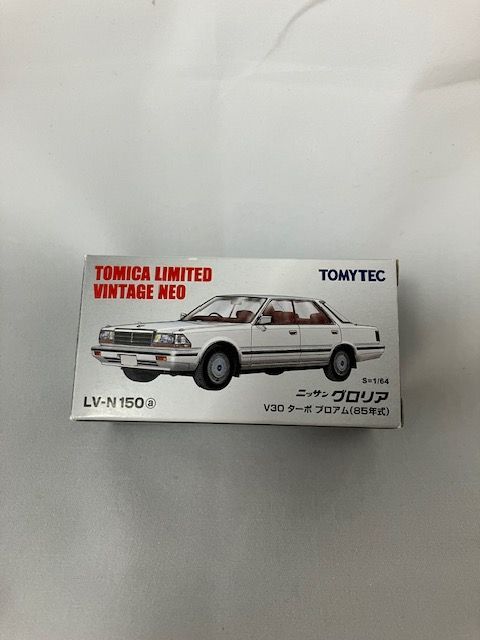 TOMICA LIMITED
VINTAGE NEO
TOMYTEC
S=1/64
LV-N150ⓐ
ニッサン グロリア
V30 ターボ ブロアム(85年式)